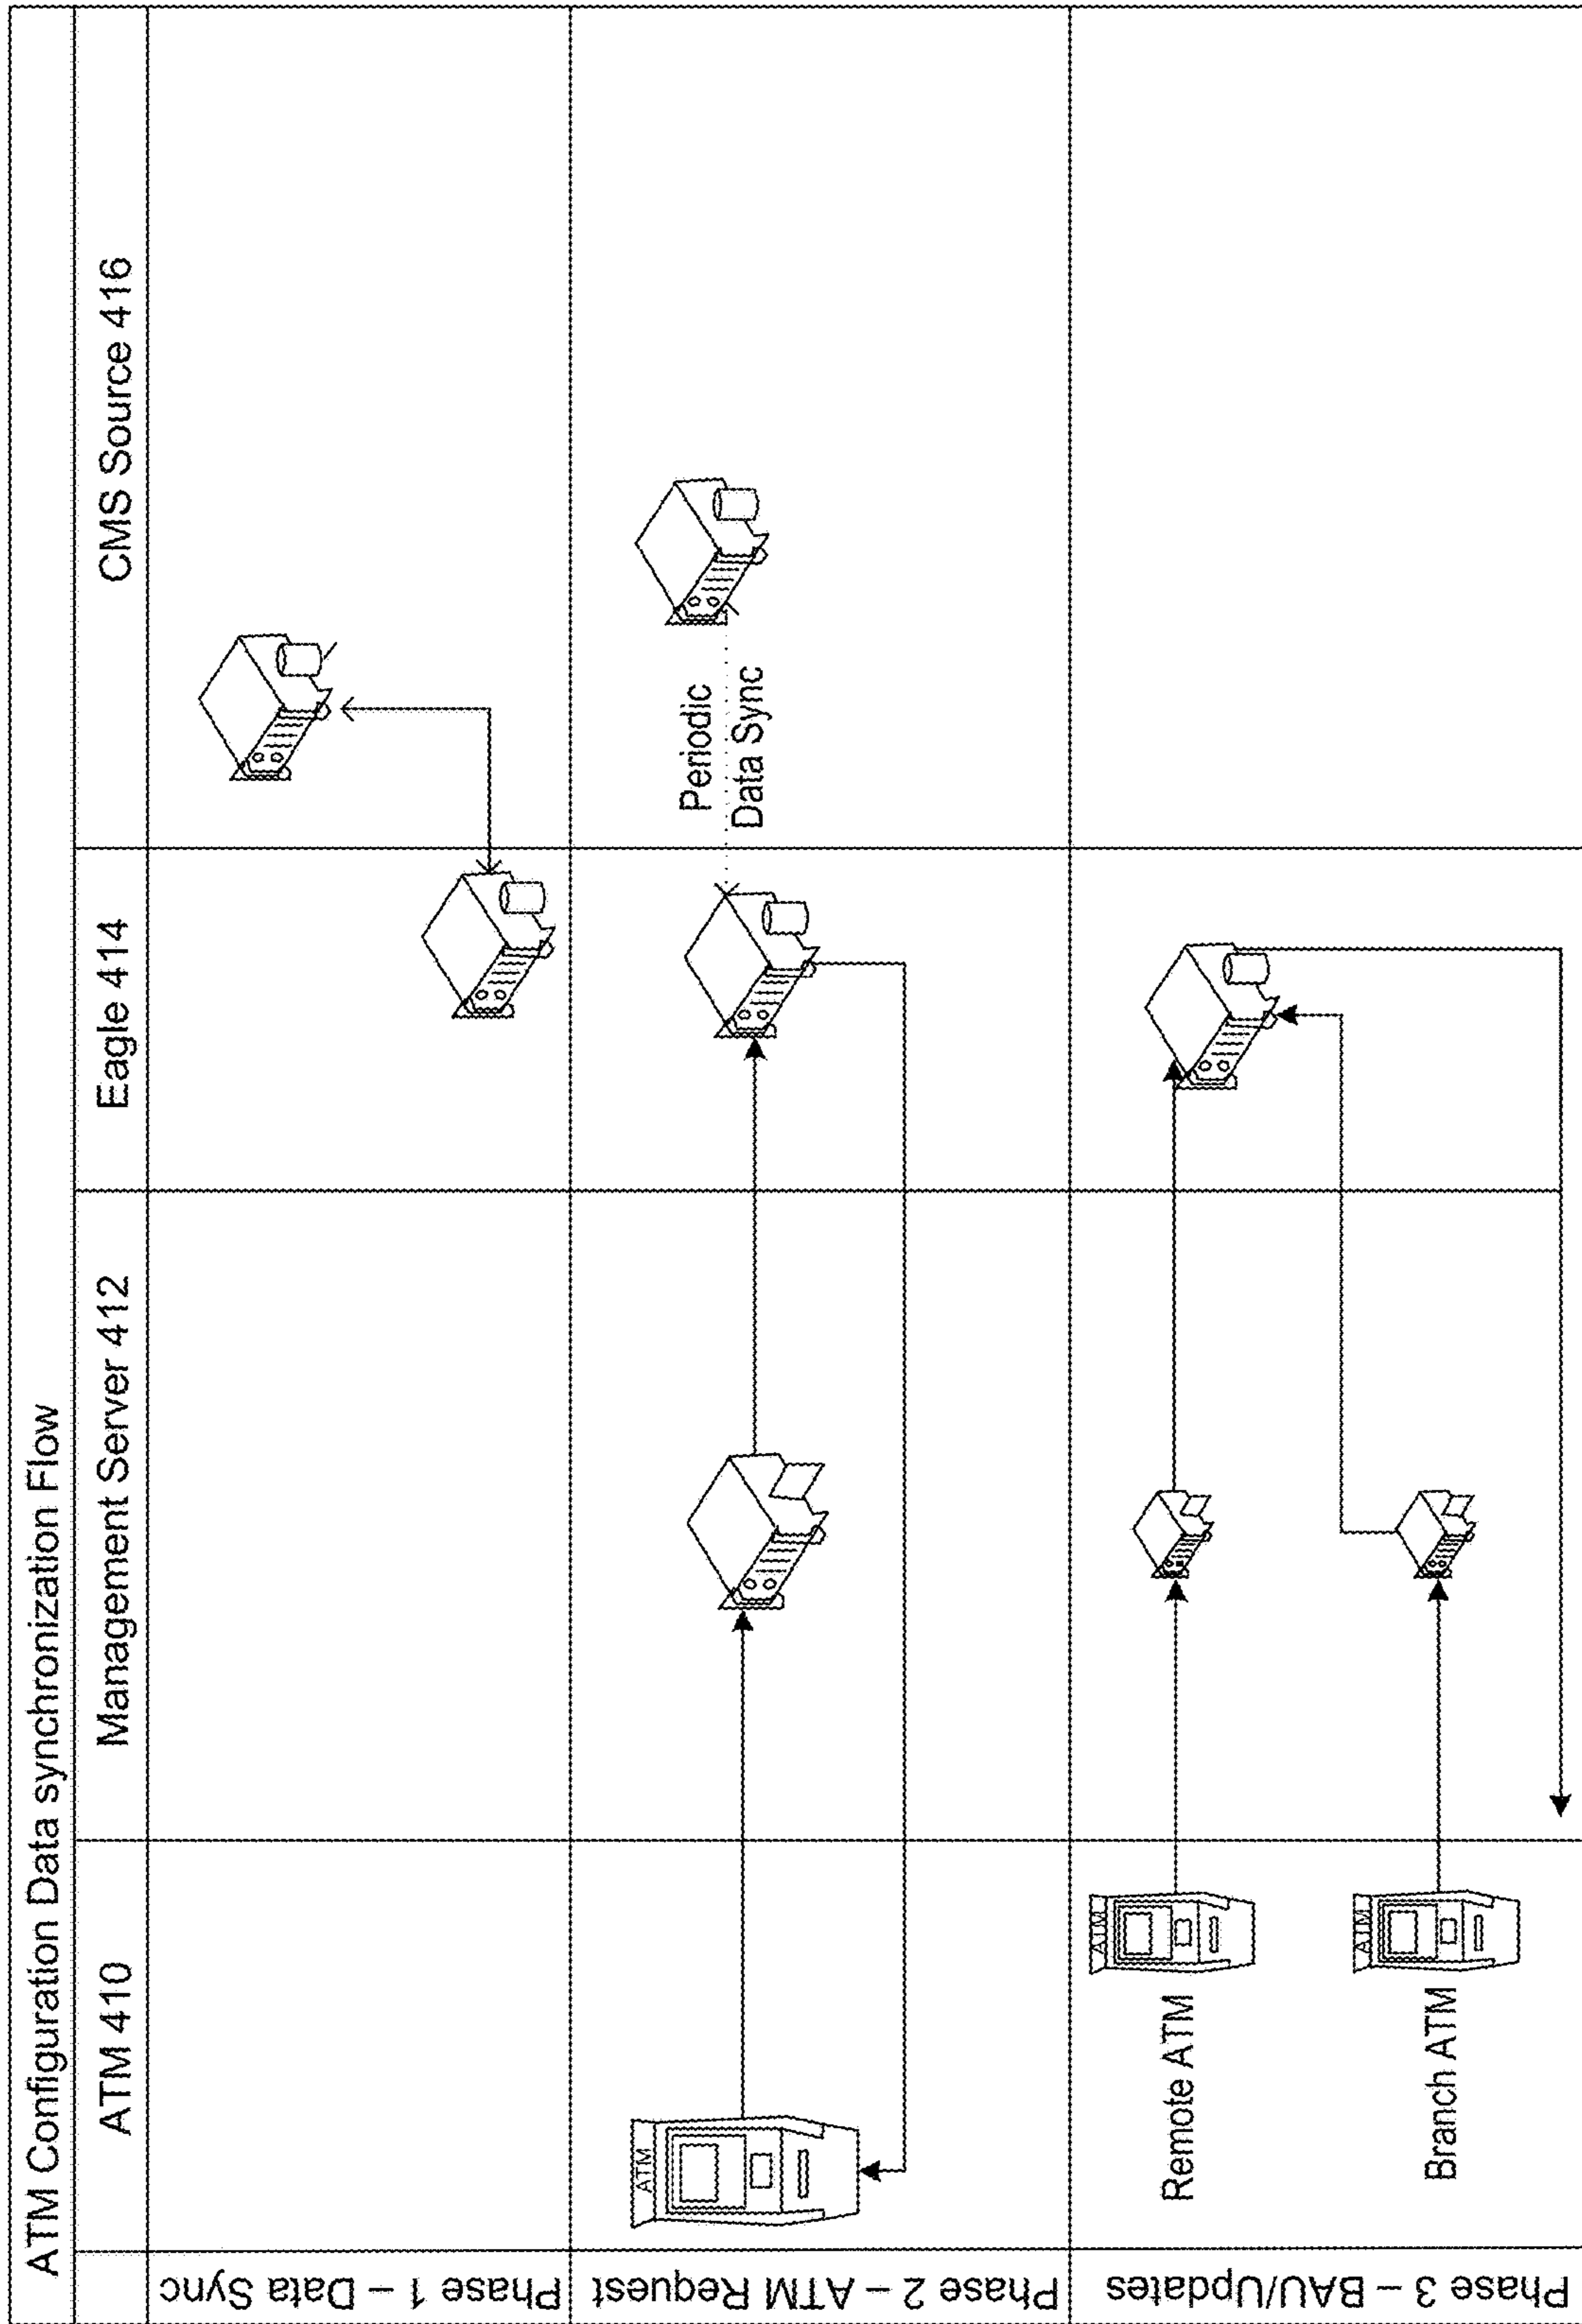 ATM Configuration Data synchronization Flow
ATM 410
Management Server 412
Eagle 414
CMS Source 416
Phase 1 – Data Sync
Phase 2 – ATM Request
ATM
Periodic
Data Sync
Phase 3 – BAU/Updates
Remote ATM
ATM
Branch ATM
ATM